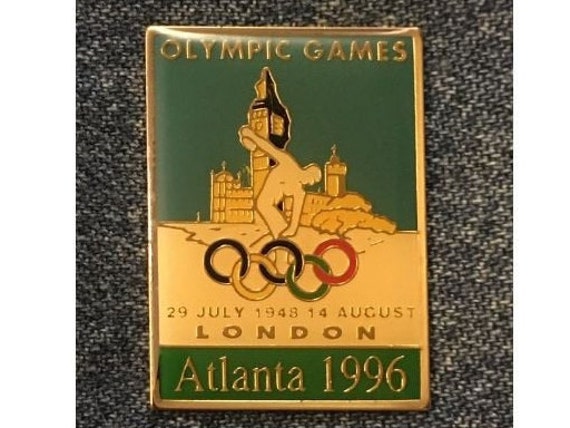 OLYMPIC GAMES
29 JULY 1948 14 AUGUST
LONDON
Atlanta 1996